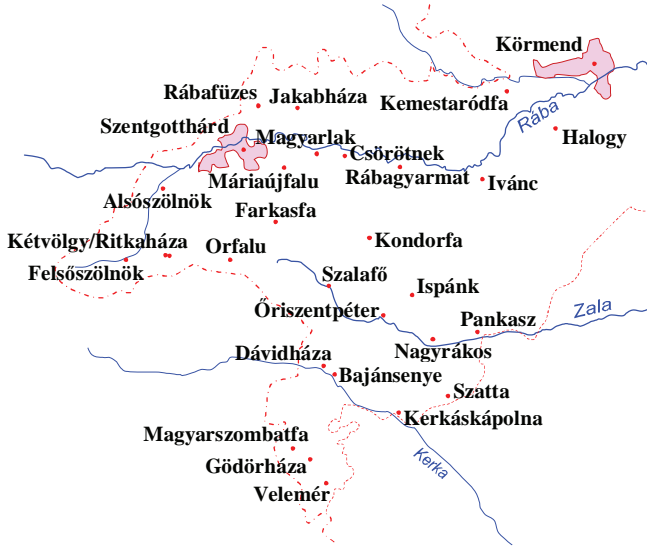 Körmend
Rábafüzes
Jakabháza
Kemestaródfa
Rába
Szentgotthárd
Magyarlak
Halogy
Csörötnek
Máriaújfalu
Rábagyarmat
Ivánc
Alsószölnök
Farkasfa
Kétvölgy/Ritkaháza
Orfalu
Kondorfa
Felsőszölnök
Szalafő
Ispánk
Őriszentpéter
Pankasz
Zala
Dávidháza
Nagyrákos
Bajánsenye
Szatta
Kerkáskápolna
Magyarszombatfa
Gödörháza
Kerka
Velemér